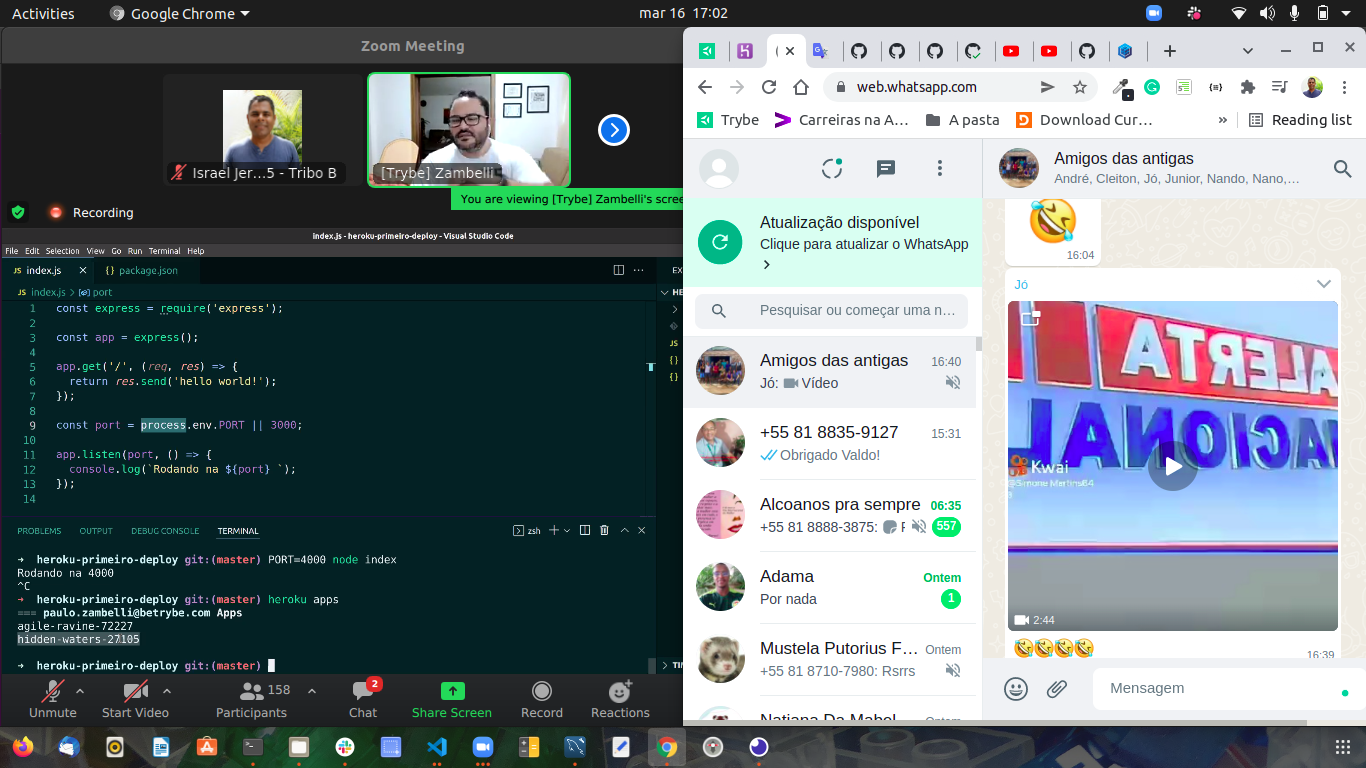 Activities
Google Chrome
mar 16 17:02
Zoom Meeting
Israel Jer...5 - Tribo B
[Trybe] Zambelli
You are viewing [Trybe] Zambelli's scree
Recording
index.js - heroku-primeiro-deploy - Visual Studio Code
File Edit Selection View Go Run Terminal Help
JS index.js
{ } package.json
EX
JS index.js > port
HE
1 const express = require('express');
2
3 const app = express();
4
5 app.get('/', (req, res) => {
6 return res.send('hello world!');
7 });
8
9 const port = process.env.PORT || 3000;
10
11 app.listen(port, () => {
12 console.log(`Rodando na ${port} `);
13 });
14
JS
{ }
{ }
PROBLEMS OUTPUT DEBUG CONSOLE TERMINAL
zsh
➜ heroku-primeiro-deploy git:(master) PORT=4000 node index
Rodando na 4000
^C
➜ heroku-primeiro-deploy git:(master) heroku apps
=== paulo.zambelli@betrybe.com Apps
agile-ravine-72227
hidden-waters-27105
➜ heroku-primeiro-deploy git:(master)
TIM
Unmute
Start Video
158
Participants
2
Chat
Share Screen
Record
Reactions
web.whatsapp.com
Trybe
Carreiras na A...
A pasta
Download Cur...
»
Reading list
Atualização disponível
Clique para atualizar o WhatsApp
Pesquisar ou começar uma n...
Amigos das antigas 16:40
Jó: Vídeo
+55 81 8835-9127 15:31
Obrigado Valdo!
Alcoanos pra sempre 06:35
+55 81 8888-3875: F 557
Adama Ontem
Por nada 1
Mustela Putorius F... Ontem
+55 81 8710-7980: Rsrrs
Natiana Da Mabel Ontem
Amigos das antigas
André, Cleiton, Jó, Junior, Nando, Nano,...
🤣
16:04
Jó
ALERTA
NACIONAL
Kwai
@Simone Martins84
2:44
🤣🤣🤣🤣
16:39
Mensagem